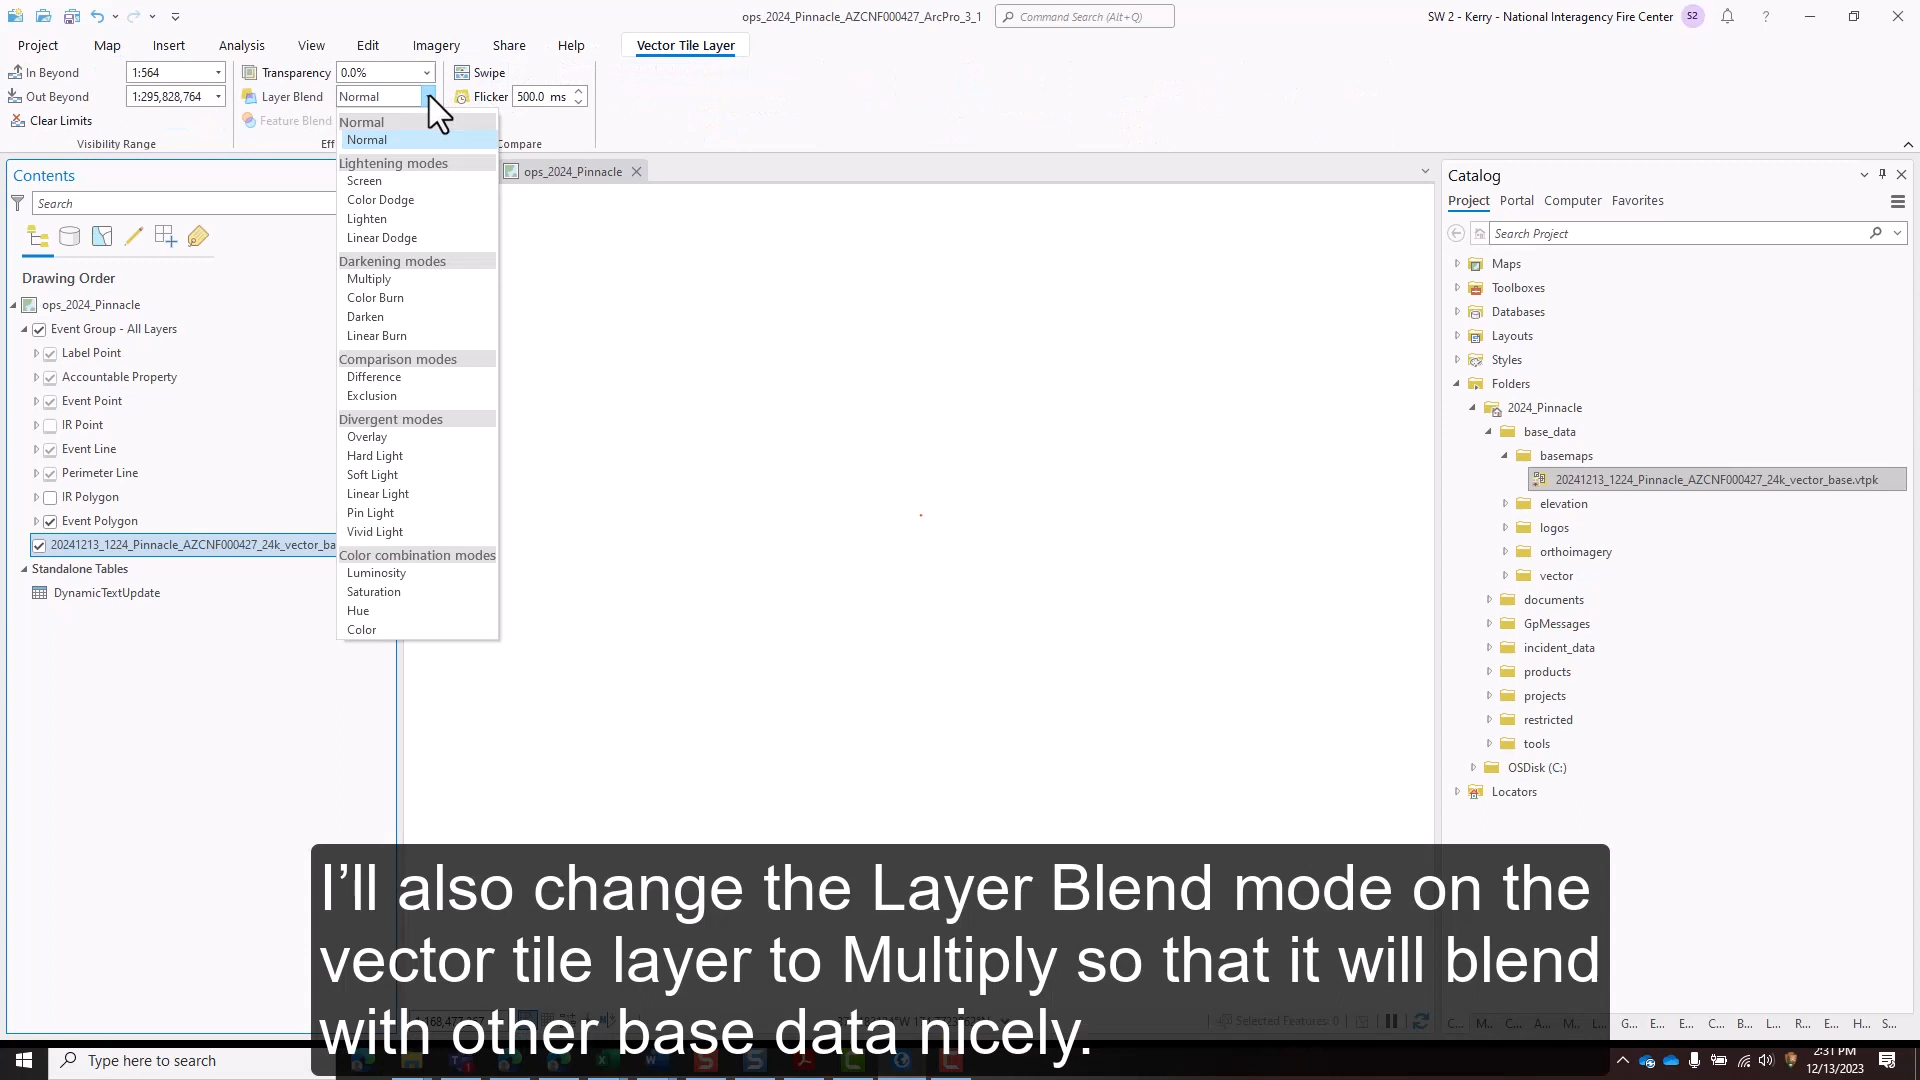 ops_2024_Pinnacle_AZCNF000427_ArcPro_3_1
Command Search (Alt+Q)
SW 2 - Kerry - National Interagency Fire Center
S2
?
Project
Map
Insert
Analysis
View
Edit
Imagery
Share
Help
Vector Tile Layer
In Beyond
1:564
Transparency
0.0%
Swipe
Out Beyond
1:295,828,764
Layer Blend
Normal
Flicker
500.0 ms
Clear Limits
Feature Blend
Visibility Range
Eff
Compare
Normal
Normal
Lightening modes
Screen
Color Dodge
Lighten
Linear Dodge
Darkening modes
Multiply
Color Burn
Darken
Linear Burn
Comparison modes
Difference
Exclusion
Divergent modes
Overlay
Hard Light
Soft Light
Linear Light
Pin Light
Vivid Light
Color combination modes
Luminosity
Saturation
Hue
Color
Contents
Search
Drawing Order
ops_2024_Pinnacle
Event Group - All Layers
Label Point
Accountable Property
Event Point
IR Point
Event Line
Perimeter Line
IR Polygon
Event Polygon
20241213_1224_Pinnacle_AZCNF000427_24k_vector_ba
Standalone Tables
DynamicTextUpdate
ops_2024_Pinnacle
Catalog
Project
Portal
Computer
Favorites
Search Project
Maps
Toolboxes
Databases
Layouts
Styles
Folders
2024_Pinnacle
base_data
basemaps
20241213_1224_Pinnacle_AZCNF000427_24k_vector_base.vtpk
elevation
logos
orthoimagery
vector
documents
GpMessages
incident_data
products
projects
restricted
tools
OSDisk (C:)
Locators
I'll also change the Layer Blend mode on the
vector tile layer to Multiply so that it will blend
with other base data nicely.
Selected Features: 0
C...
M...
C...
A...
M...
L...
G...
E...
E...
C...
B...
L...
R...
E...
H...
S...
Type here to search
2:31 PM
12/13/2023